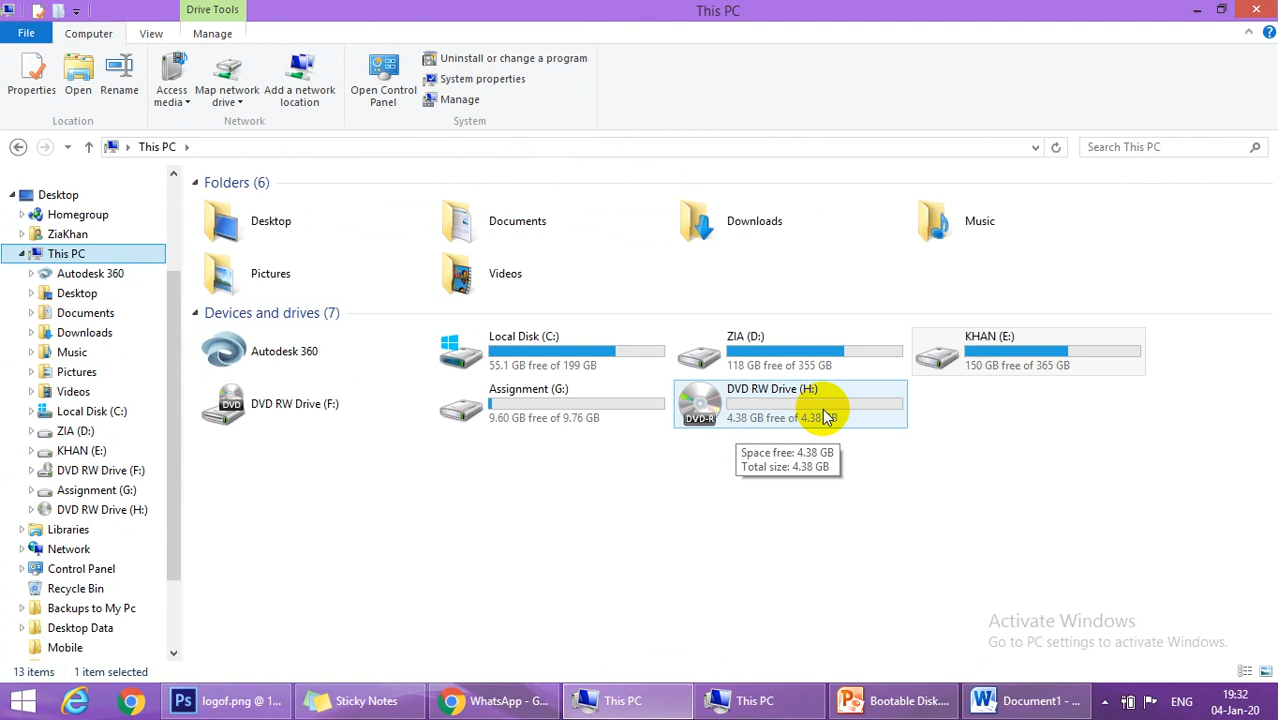 Drive Tools
This PC
File
Computer
View
Manage
Properties
Open
Rename
Access media
Map network drive
Add a network location
Open Control Panel
Uninstall or change a program
System properties
Manage
Location
Network
System
This PC
Search This PC
Desktop
Homegroup
ZiaKhan
This PC
Autodesk 360
Desktop
Documents
Downloads
Music
Pictures
Videos
Local Disk (C:)
ZIA (D:)
KHAN (E:)
DVD RW Drive (F:)
Assignment (G:)
DVD RW Drive (H:)
Libraries
Network
Control Panel
Recycle Bin
Backups to My Pc
Desktop Data
Mobile
Folders (6)
Desktop
Documents
Downloads
Music
Pictures
Videos
Devices and drives (7)
Autodesk 360
Local Disk (C:)
55.1 GB free of 199 GB
ZIA (D:)
118 GB free of 355 GB
KHAN (E:)
150 GB free of 365 GB
DVD
DVD RW Drive (F:)
Assignment (G:)
9.60 GB free of 9.76 GB
DVD-R
DVD RW Drive (H:)
4.38 GB free of 4.38 GB
Space free: 4.38 GB
Total size: 4.38 GB
Activate Windows
Go to PC settings to activate Windows.
13 items
1 item selected
Ps
logof.png @ 1...
Sticky Notes
WhatsApp - G...
This PC
This PC
Bootable Disk....
Document1 - ...
ENG
19:32
04-Jan-20